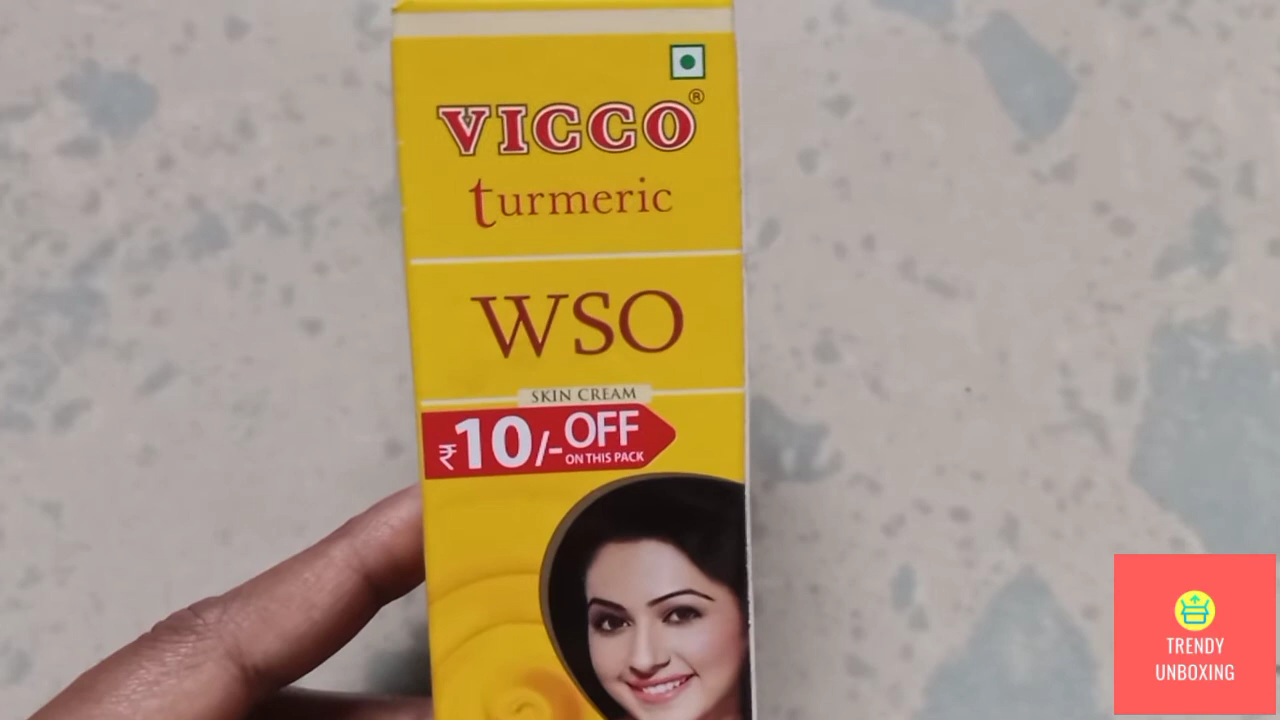 VICCO®
turmeric
WSO
SKIN CREAM
₹10/- OFF
ON THIS PACK
TRENDY
UNBOXING